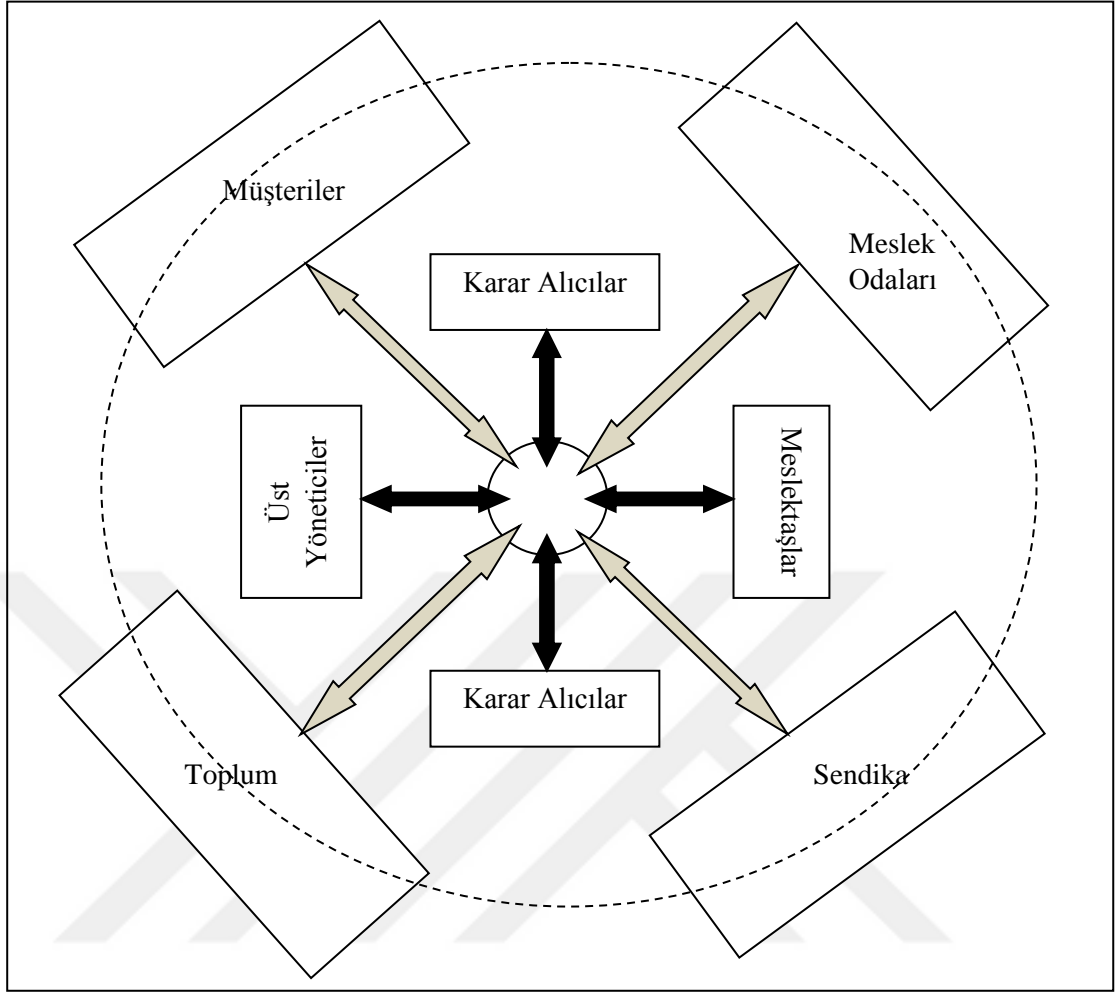 Müşteriler
Meslek
Odaları
Karar Alıcılar
Üst
Yöneticiler
Meslektaşlar
Karar Alıcılar
Toplum
Sendika